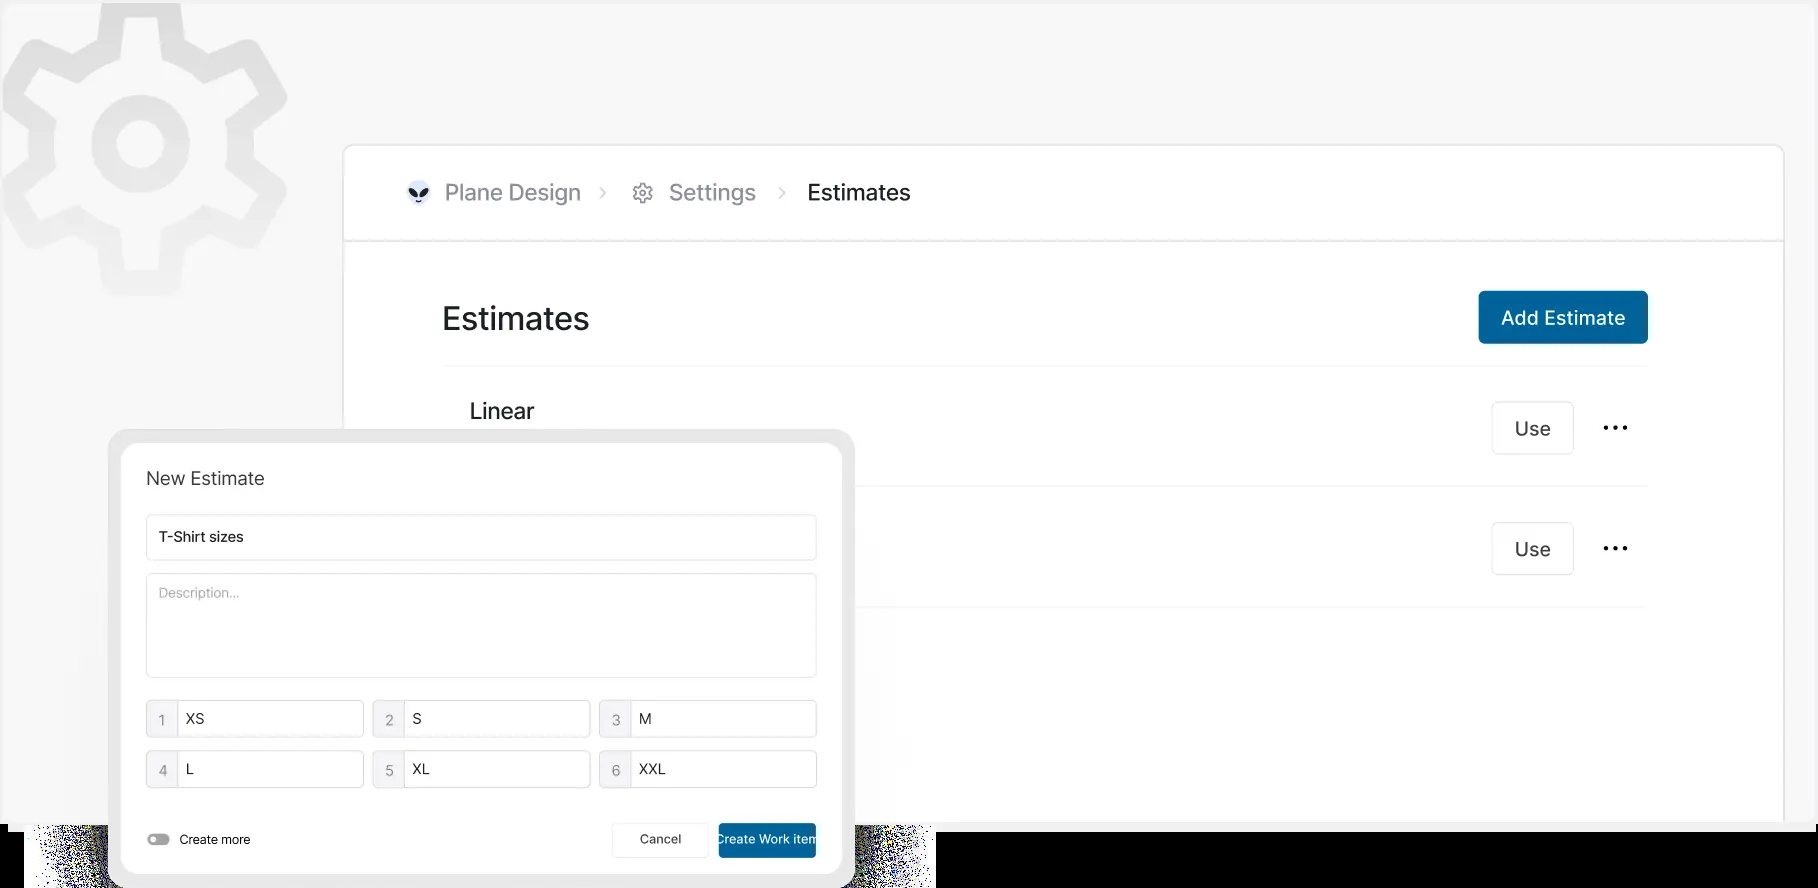 Plane Design > Settings > Estimates
Estimates
Add Estimate
Linear
Use
Use
New Estimate
T-Shirt sizes
Description...
1 XS
2 S
3 M
4 L
5 XL
6 XXL
Create more
Cancel
Create Work item